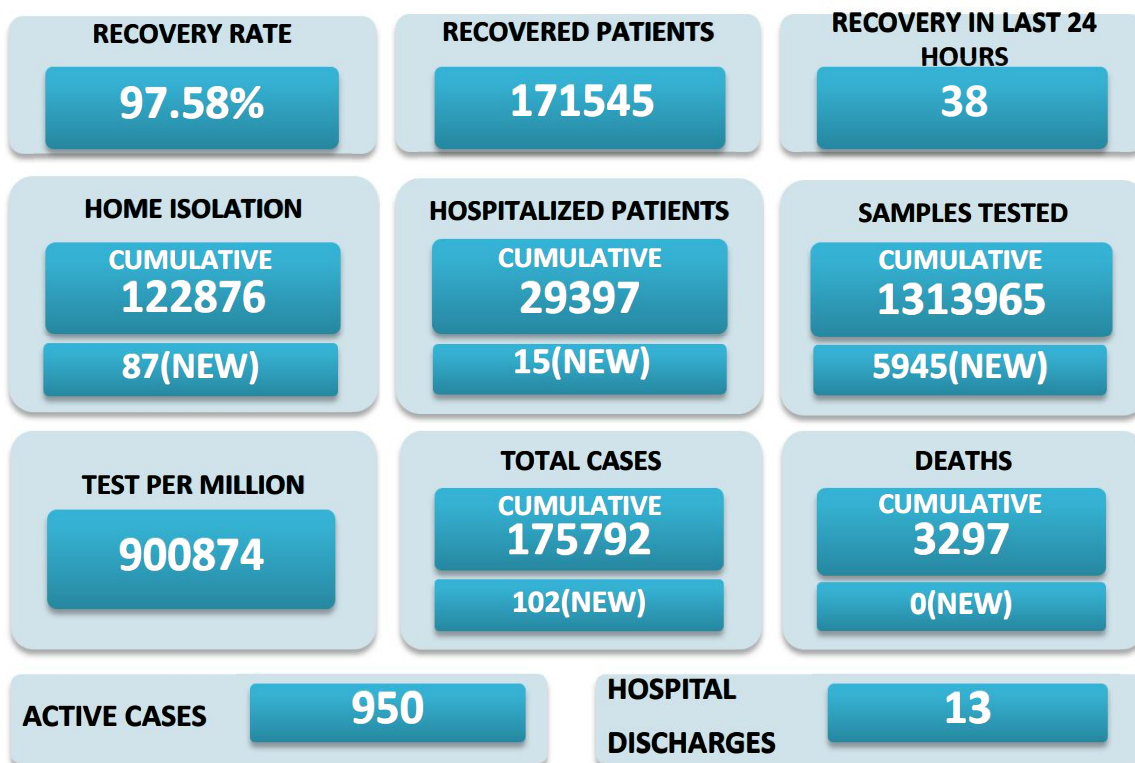 RECOVERY RATE
97.58%
RECOVERED PATIENTS
171545
RECOVERY IN LAST 24
HOURS
38
HOME ISOLATION
CUMULATIVE
122876
87(NEW)
HOSPITALIZED PATIENTS
CUMULATIVE
29397
15(NEW)
SAMPLES TESTED
CUMULATIVE
1313965
5945(NEW)
TEST PER MILLION
900874
TOTAL CASES
CUMULATIVE
175792
102(NEW)
DEATHS
CUMULATIVE
3297
0(NEW)
ACTIVE CASES
950
HOSPITAL
DISCHARGES
13